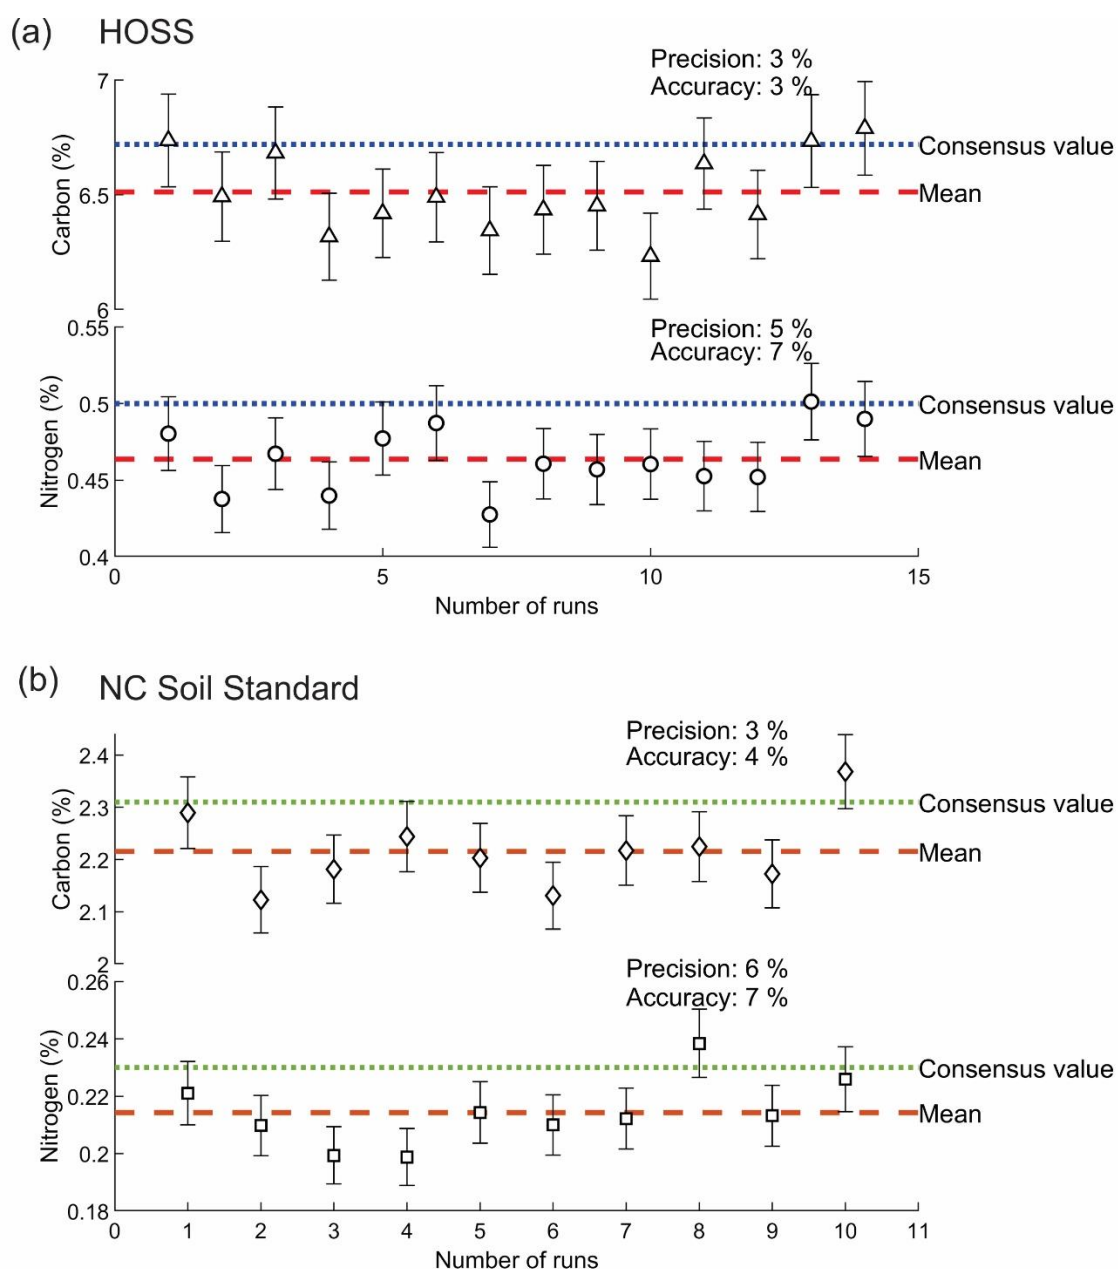 (a) HOSS
Precision: 3 %
Accuracy: 3 %
7
6.5
6
Carbon (%)
Consensus value
Mean
Precision: 5 %
Accuracy: 7 %
0.55
0.5
0.45
0.4
Nitrogen (%)
Consensus value
Mean
0 5 10 15
Number of runs
(b) NC Soil Standard
Precision: 3 %
Accuracy: 4 %
2.4
2.3
2.2
2.1
2
Carbon (%)
Consensus value
Mean
Precision: 6 %
Accuracy: 7 %
0.26
0.24
0.22
0.2
0.18
Nitrogen (%)
Consensus value
Mean
0 1 2 3 4 5 6 7 8 9 10 11
Number of runs